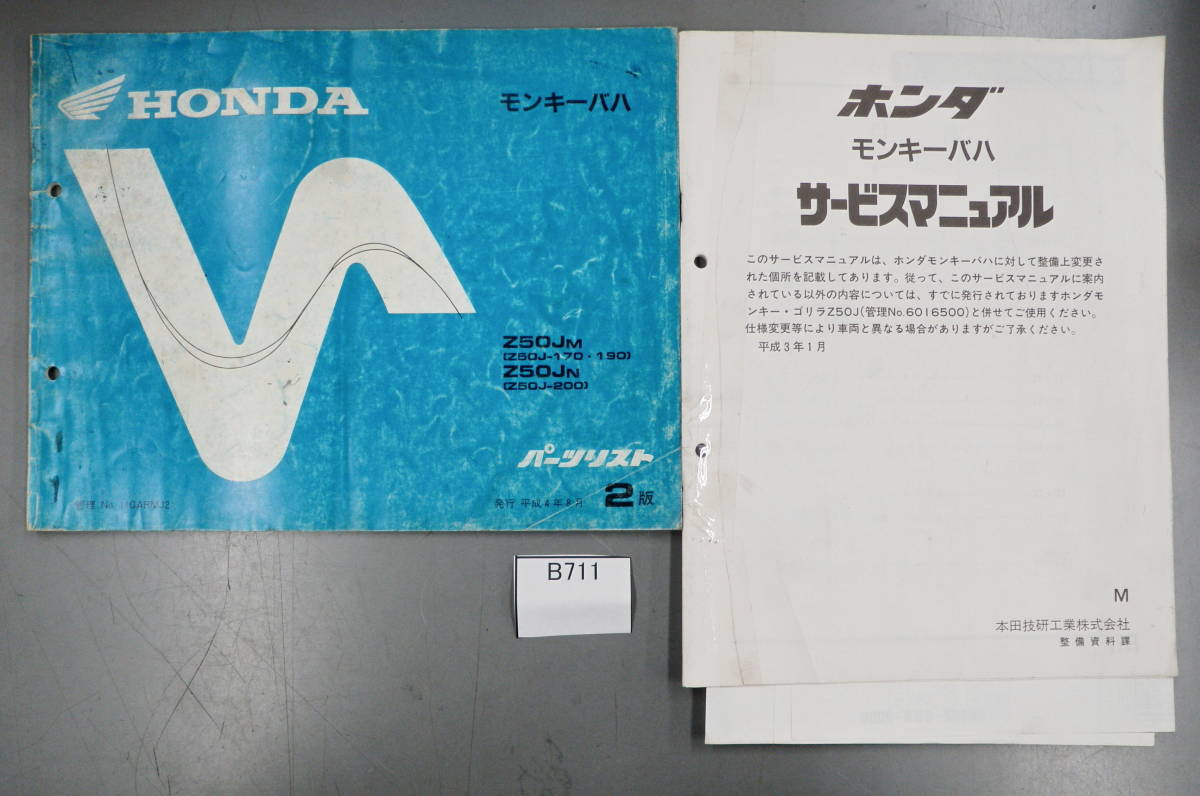 HONDA
モンキーバハ
Z50JM
(Z50J-170・190)
Z50JN
(Z50J-200)
パーツリスト
管理 No.
発行 平成4年8月 2版
ホンダ
モンキーバハ
サービスマニュアル
このサービスマニュアルは、ホンダモンキーバハに対して整備上変更さ
れた個所を記載してあります。従って、このサービスマニュアルに案内
されている以外の内容については、すでに発行されておりますホンダモ
ンキー・ゴリラZ50J(管理No.6016500)と併せてご使用ください。
仕様変更等により車両と異なる場合がありますがご了承ください。
平成3年1月
M
本田技研工業株式会社
整備資料課
B711